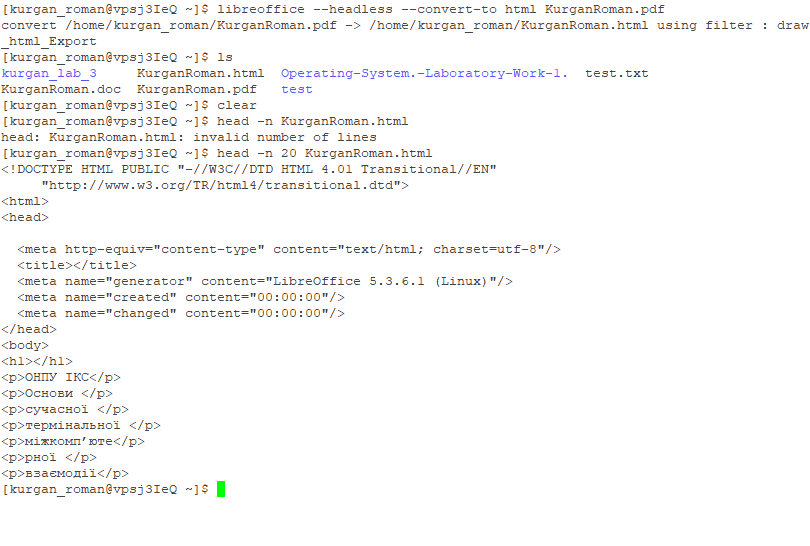 [kurgan_roman@vpsj3IeQ ~]$ libreoffice --headless --convert-to html KurganRoman.pdf
convert /home/kurgan_roman/KurganRoman.pdf -> /home/kurgan_roman/KurganRoman.html using filter : draw
_html_Export
[kurgan_roman@vpsj3IeQ ~]$ ls
kurgan_lab_3     KurganRoman.html  Operating-System.-Laboratory-Work-1.  test.txt
KurganRoman.doc  KurganRoman.pdf   test
[kurgan_roman@vpsj3IeQ ~]$ clear
[kurgan_roman@vpsj3IeQ ~]$ head -n KurganRoman.html
head: KurganRoman.html: invalid number of lines
[kurgan_roman@vpsj3IeQ ~]$ head -n 20 KurganRoman.html
<!DOCTYPE HTML PUBLIC "-//W3C//DTD HTML 4.01 Transitional//EN"
     "http://www.w3.org/TR/html4/transitional.dtd">
<html>
<head>

  <meta http-equiv="content-type" content="text/html; charset=utf-8"/>
  <title></title>
  <meta name="generator" content="LibreOffice 5.3.6.1 (Linux)"/>
  <meta name="created" content="00:00:00"/>
  <meta name="changed" content="00:00:00"/>
</head>
<body>
<h1></h1>
<p>ОНПУ ІКС</p>
<p>Основи </p>
<p>сучасної </p>
<p>термінальної </p>
<p>міжкомп’юте</p>
<p>рної </p>
<p>взаємодії</p>
[kurgan_roman@vpsj3IeQ ~]$